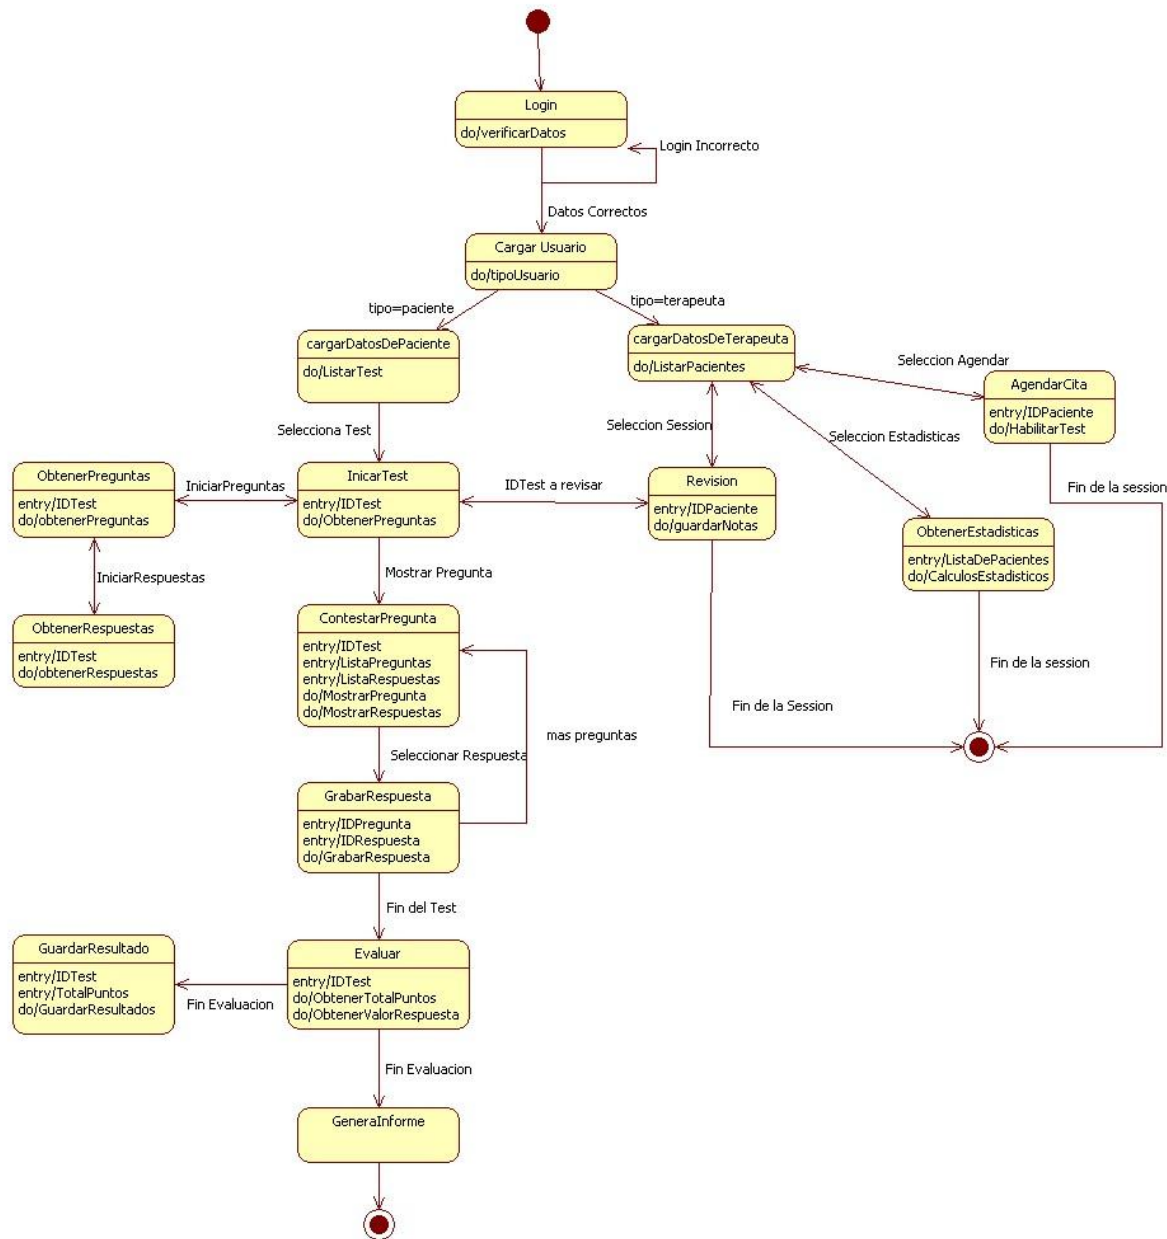 Login
do/verificarDatos
Login Incorrecto
Datos Correctos
Cargar Usuario
do/tipoUsuario
tipo=paciente
tipo=terapeuta
cargarDatosDePaciente
do/ListarTest
cargarDatosDeTerapeuta
do/ListarPacientes
Seleccion Agendar
AgendarCita
entry/IDPaciente
do/HabilitarTest
Selecciona Test
Seleccion Session
Seleccion Estadisticas
ObtenerPreguntas
entry/IDTest
do/obtenerPreguntas
IniciarPreguntas
InicarTest
entry/IDTest
do/ObtenerPreguntas
IDTest a revisar
Revision
entry/IDPaciente
do/guardarNotas
Fin de la session
ObtenerEstadisticas
entry/ListaDePacientes
do/CalculosEstadisticos
IniciarRespuestas
Mostrar Pregunta
ObtenerRespuestas
entry/IDTest
do/obtenerRespuestas
ContestarPregunta
entry/IDTest
entry/ListaPreguntas
entry/ListaRespuestas
do/MostrarPregunta
do/MostrarRespuestas
Fin de la session
Fin de la Session
mas preguntas
Seleccionar Respuesta
GrabarRespuesta
entry/IDPregunta
entry/IDRespuesta
do/GrabarRespuesta
Fin del Test
GuardarResultado
entry/IDTest
entry/TotalPuntos
do/GuardarResultados
Fin Evaluacion
Evaluar
entry/IDTest
do/ObtenerTotalPuntos
do/ObtenerValorRespuesta
Fin Evaluacion
GeneraInforme